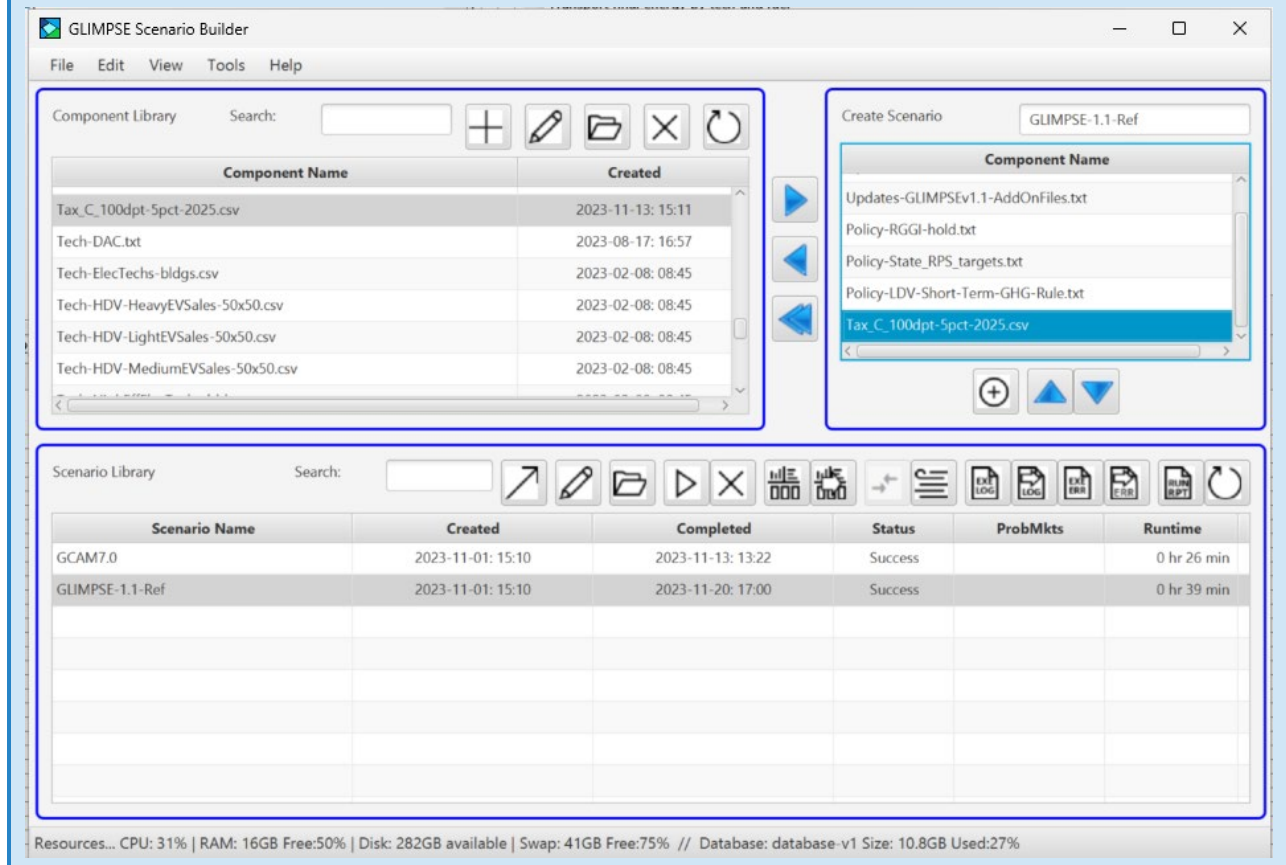 GLIMPSE Scenario Builder
File Edit View Tools Help
Component Library Search:
Component Name Created
Tax_C_100dpt-5pct-2025.csv 2023-11-13: 15:11
Tech-DAC.txt 2023-08-17: 16:57
Tech-ElecTechs-bldgs.csv 2023-02-08: 08:45
Tech-HDV-HeavyEVSales-50x50.csv 2023-02-08: 08:45
Tech-HDV-LightEVSales-50x50.csv 2023-02-08: 08:45
Tech-HDV-MediumEVSales-50x50.csv 2023-02-08: 08:45
Create Scenario GLIMPSE-1.1-Ref
Component Name
Updates-GLIMPSEv1.1-AddOnFiles.txt
Policy-RGGI-hold.txt
Policy-State_RPS_targets.txt
Policy-LDV-Short-Term-GHG-Rule.txt
Tax_C_100dpt-5pct-2025.csv
Scenario Library Search:
EXE LOG LOG EXE ERR ERR RUN RPT
Scenario Name Created Completed Status ProbMkts Runtime
GCAM7.0 2023-11-01: 15:10 2023-11-13: 13:22 Success 0 hr 26 min
GLIMPSE-1.1-Ref 2023-11-01: 15:10 2023-11-20: 17:00 Success 0 hr 39 min
Resources... CPU: 31% | RAM: 16GB Free:50% | Disk: 282GB available | Swap: 41GB Free:75% // Database: database-v1 Size: 10.8GB Used:27%